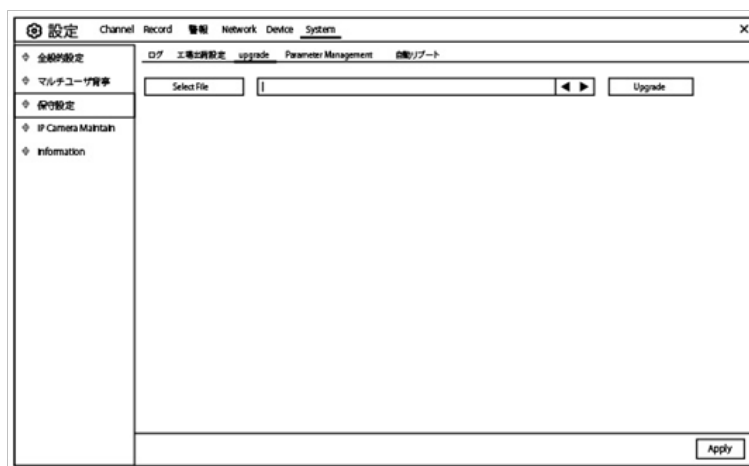 設定 Channel Record 警報 Network Device System X
全般的設定
マルチユーザ背事
保守設定
IP Camera Maintain
Information
ログ 工場出荷設定 upgrade Parameter Management 自動リブート
Select File
Upgrade
Apply